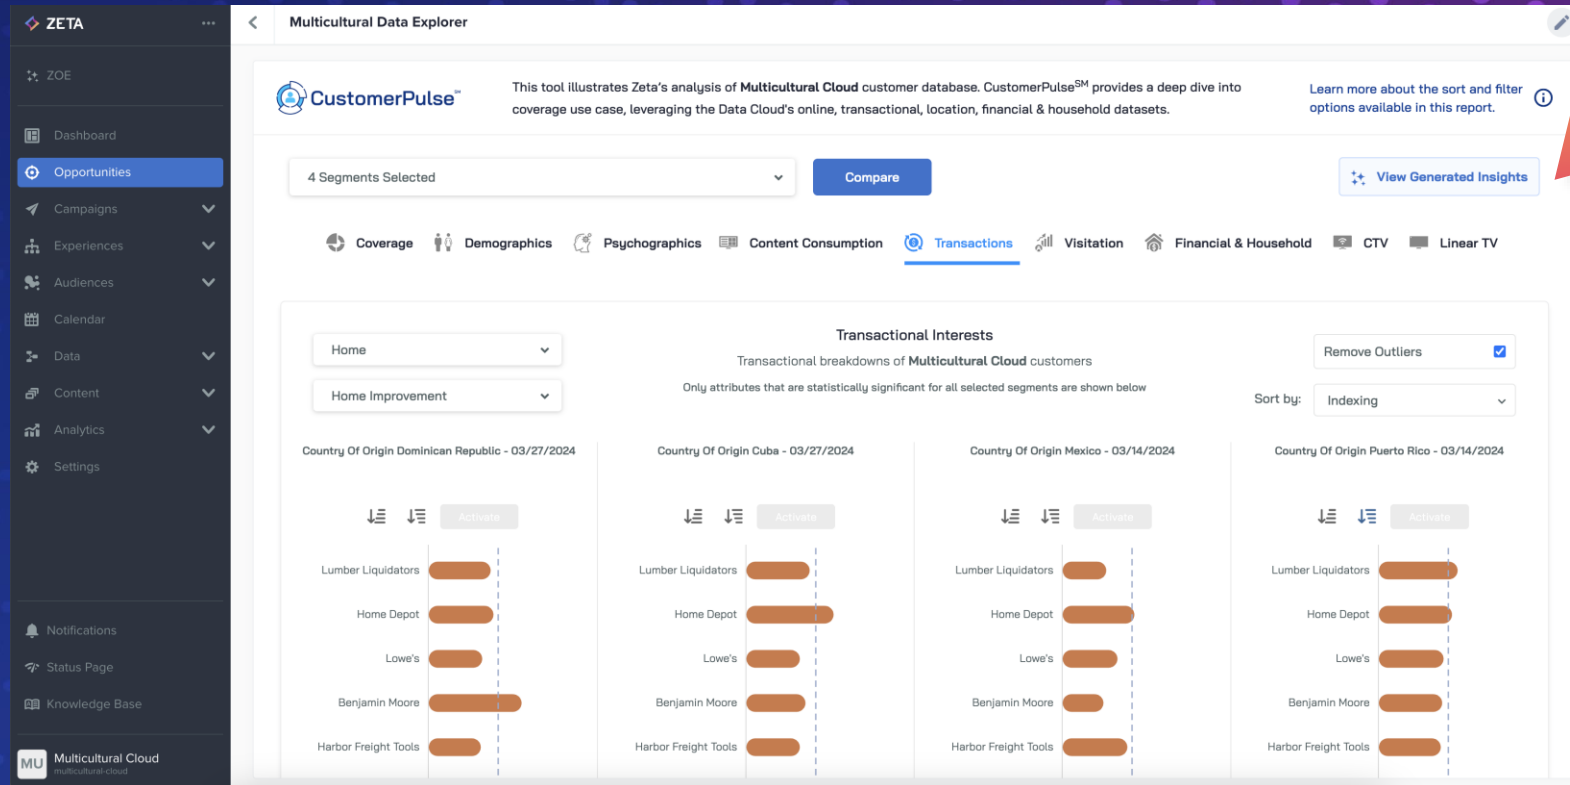 ZETA
Multicultural Data Explorer
ZOE
Dashboard
Opportunities
Campaigns
Experiences
Audiences
Calendar
Data
Content
Analytics
Settings
Notifications
Status Page
Knowledge Base
MU
Multicultural Cloud
multicultural-cloud
CustomerPulse℠
This tool illustrates Zeta's analysis of Multicultural Cloud customer database. CustomerPulse℠ provides a deep dive into
coverage use case, leveraging the Data Cloud's online, transactional, location, financial & household datasets.
Learn more about the sort and filter
options available in this report.
4 Segments Selected
Compare
View Generated Insights
Coverage
Demographics
Psychographics
Content Consumption
Transactions
Visitation
Financial & Household
CTV
Linear TV
Home
Home Improvement
Transactional Interests
Transactional breakdowns of Multicultural Cloud customers
Only attributes that are statistically significant for all selected segments are shown below
Remove Outliers
Sort by:
Indexing
Country Of Origin Dominican Republic - 03/27/2024
Activate
Lumber Liquidators
Home Depot
Lowe's
Benjamin Moore
Harbor Freight Tools
Country Of Origin Cuba - 03/27/2024
Activate
Lumber Liquidators
Home Depot
Lowe's
Benjamin Moore
Harbor Freight Tools
Country Of Origin Mexico - 03/14/2024
Activate
Lumber Liquidators
Home Depot
Lowe's
Benjamin Moore
Harbor Freight Tools
Country Of Origin Puerto Rico - 03/14/2024
Activate
Lumber Liquidators
Home Depot
Lowe's
Benjamin Moore
Harbor Freight Tools